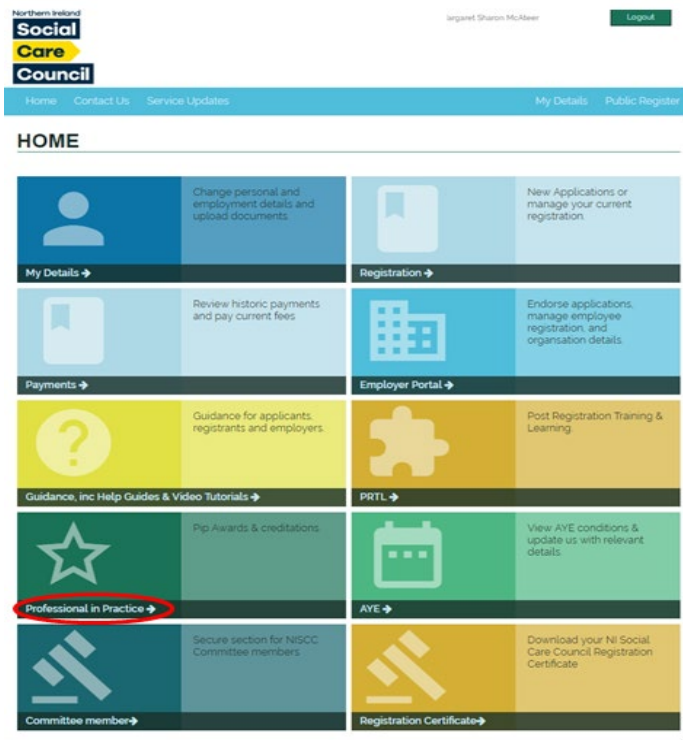 Northern Ireland
Social
Care
Council
argaret Sharon McAteer
Logout
Home Contact Us Service Updates My Details Public Register
HOME
Change personal and
employment details and
upload documents.
My Details →
New Applications or
manage your current
registration.
Registration →
Review historic payments
and pay current fees
Payments →
Endorse applications,
manage employee
registration, and
organsation details.
Employer Portal →
Guidance for applicants,
registrants and employers.
Guidance, inc Help Guides & Video Tutorials →
Post Registration Training &
Learning.
PRTL →
Pip Awards & creditations.
Professional in Practice →
View AYE conditions &
update us with relevant
details.
AYE →
Secure section for NISCC
Committee members
Committee member→
Download your NI Social
Care Council Registration
Certificate
Registration Certificate→